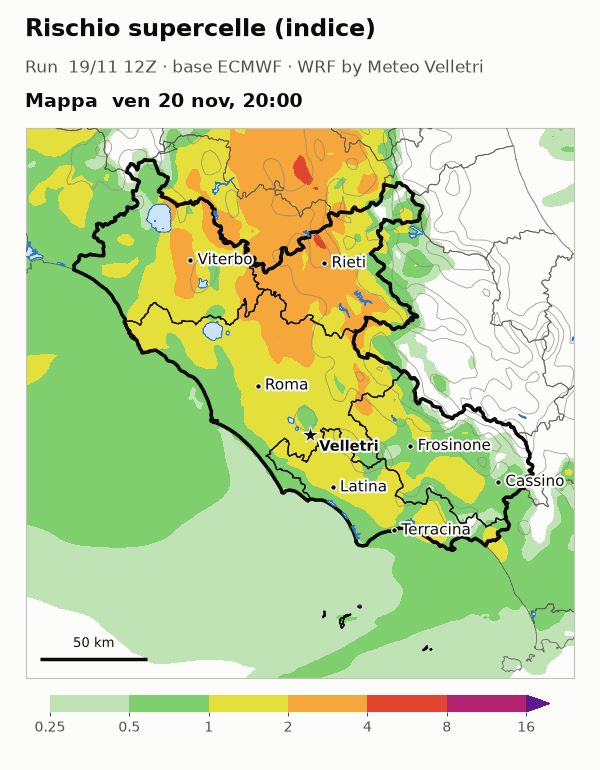 Rischio supercelle (indice)
Run  19/11 12Z · base ECMWF · WRF by Meteo Velletri
Mappa  ven 20 nov, 20:00
Viterbo
Rieti
Roma
Velletri
Frosinone
Cassino
Latina
Terracina
50 km
0.25 0.5 1 2 4 8 16